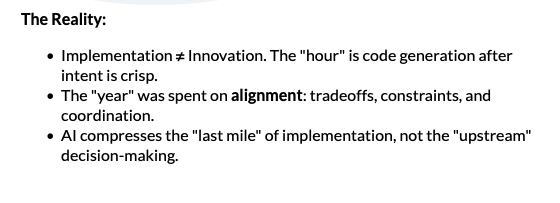 The Reality:
• Implementation ≠ Innovation. The "hour" is code generation after
intent is crisp.
• The "year" was spent on alignment: tradeoffs, constraints, and
coordination.
• AI compresses the "last mile" of implementation, not the "upstream"
decision-making.